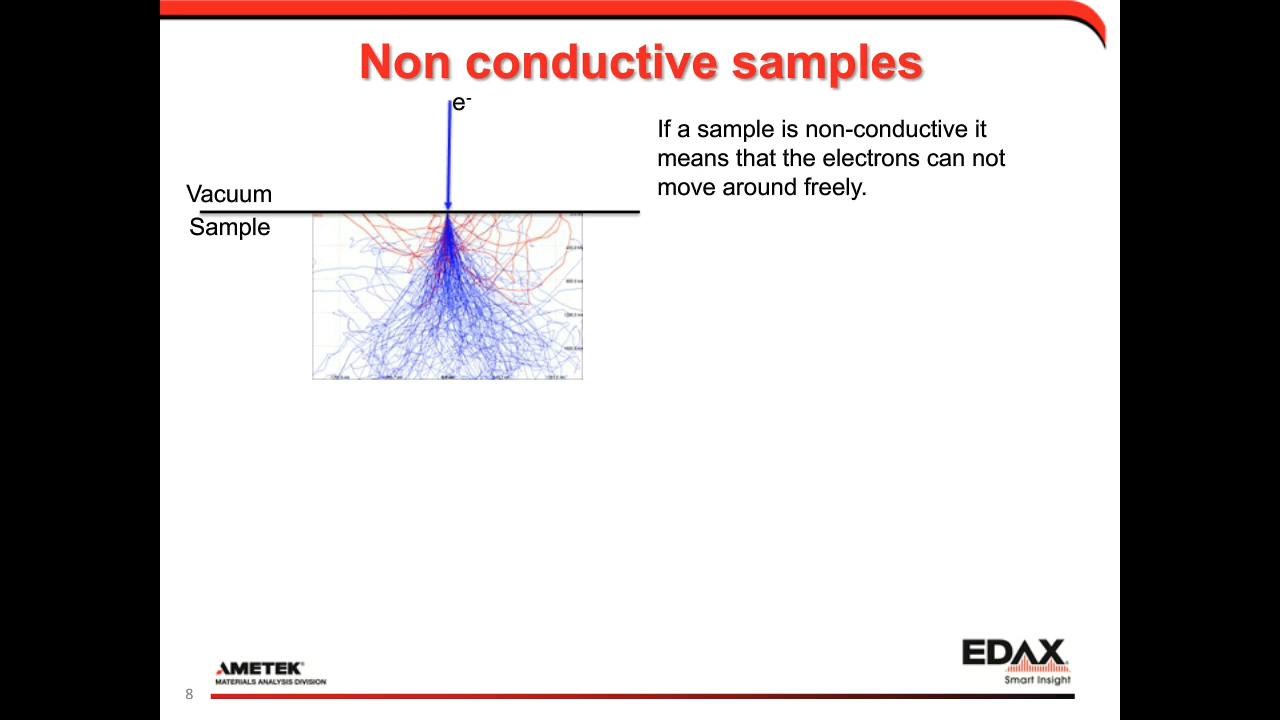 Non conductive samples
e-
Vacuum
Sample
If a sample is non-conductive it
means that the electrons can not
move around freely.
8
AMETEK®
MATERIALS ANALYSIS DIVISION
EDAX
Smart Insight